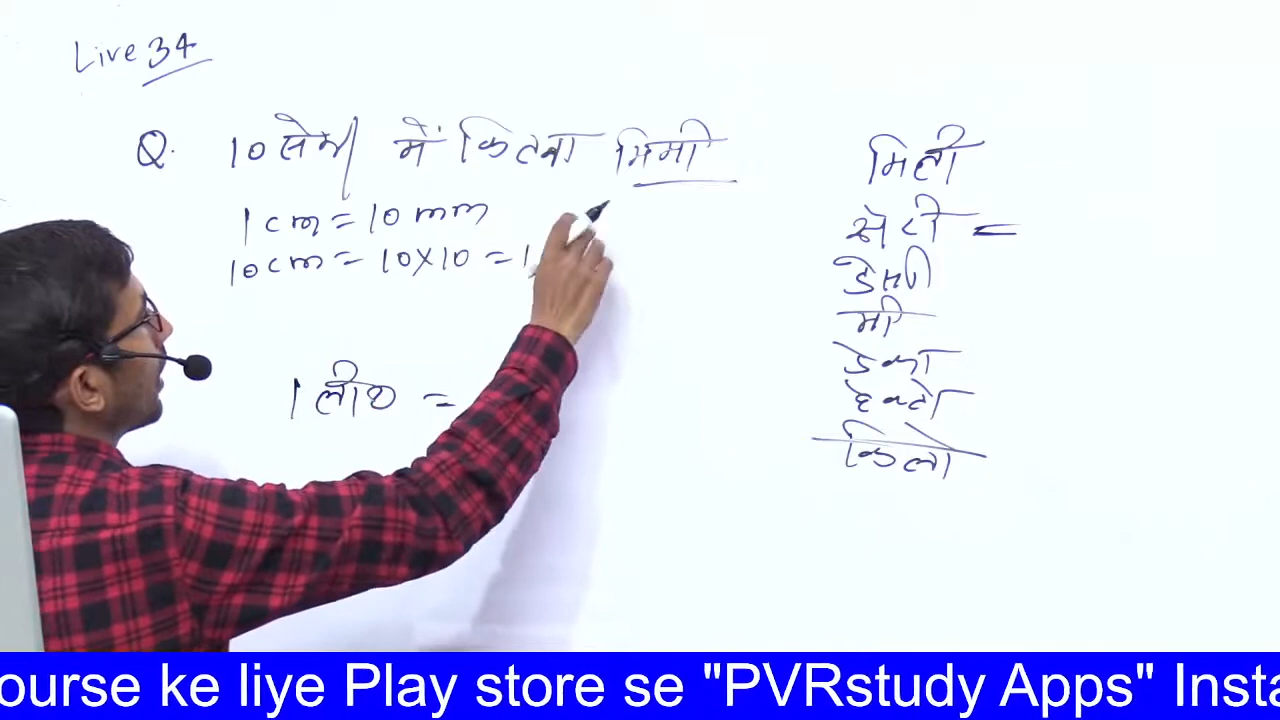 Live 34
Q. 10 सेमी में कितना मिमी
1 cm = 10 mm
10 cm = 10 x 10 = 1
1 लीटर =
मिली
सेंटी =
डेसी
मी
डेका
हेक्टो
किलो
ourse ke liye Play store se "PVRstudy Apps" Insta